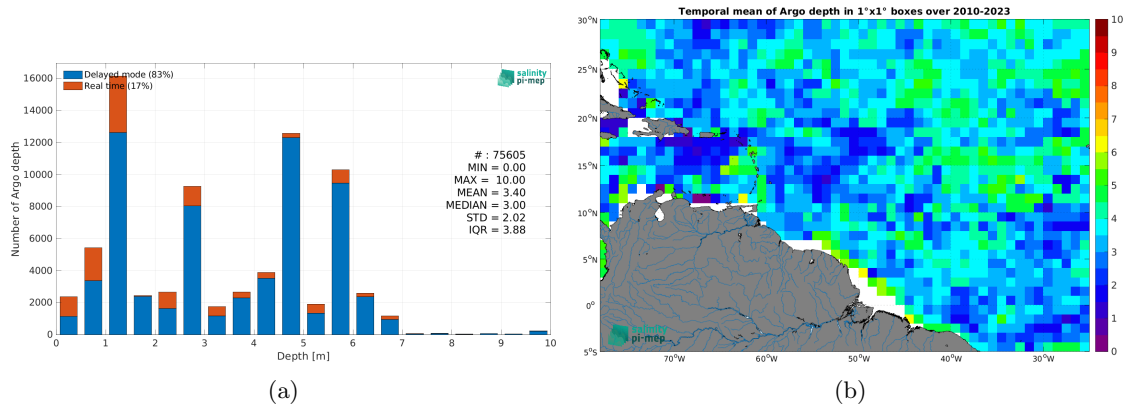 Delayed mode (83%)
Real time (17%)
salinity
pi-mep
Number of Argo depth
16000
14000
12000
10000
8000
6000
4000
2000
0
# : 75605
MIN = 0.00
MAX = 10.00
MEAN = 3.40
MEDIAN = 3.00
STD = 2.02
IQR = 3.88
0 1 2 3 4 5 6 7 8 9 10
Depth [m]
(a)
Temporal mean of Argo depth in 1°x1° boxes over 2010-2023
30°N
25°N
20°N
15°N
10°N
5°N
0°
5°S
70°W 60°W 50°W 40°W 30°W
salinity
pi-mep
10
9
8
7
6
5
4
3
2
1
0
(b)